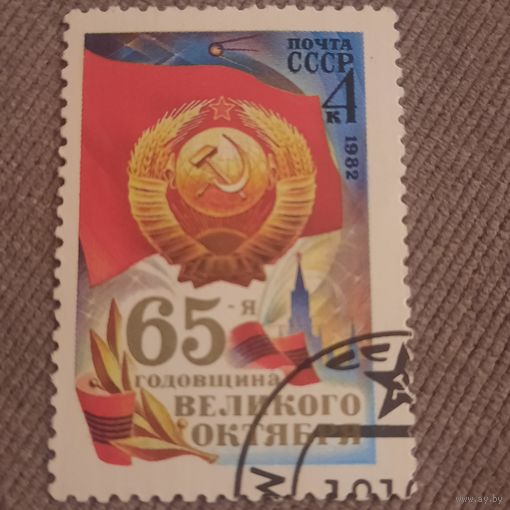 ПОЧТА
СССР
4
к
1982
65-я
ГОДОВЩИНА
ВЕЛИКОГО
ОКТЯБРЯ
www.ay.by